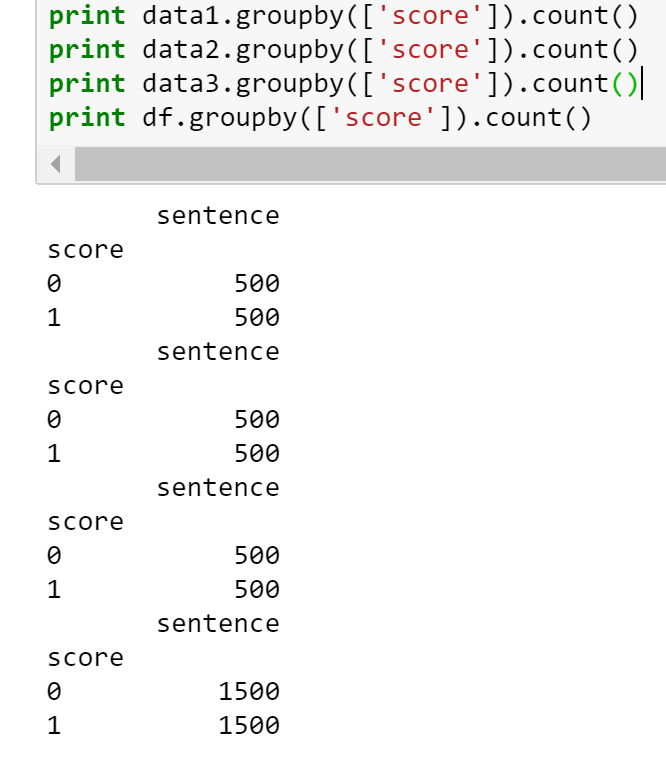 print data1.groupby(['score']).count()
print data2.groupby(['score']).count()
print data3.groupby(['score']).count()
print df.groupby(['score']).count()
sentence
score
0 500
1 500
sentence
score
0 500
1 500
sentence
score
0 500
1 500
sentence
score
0 1500
1 1500